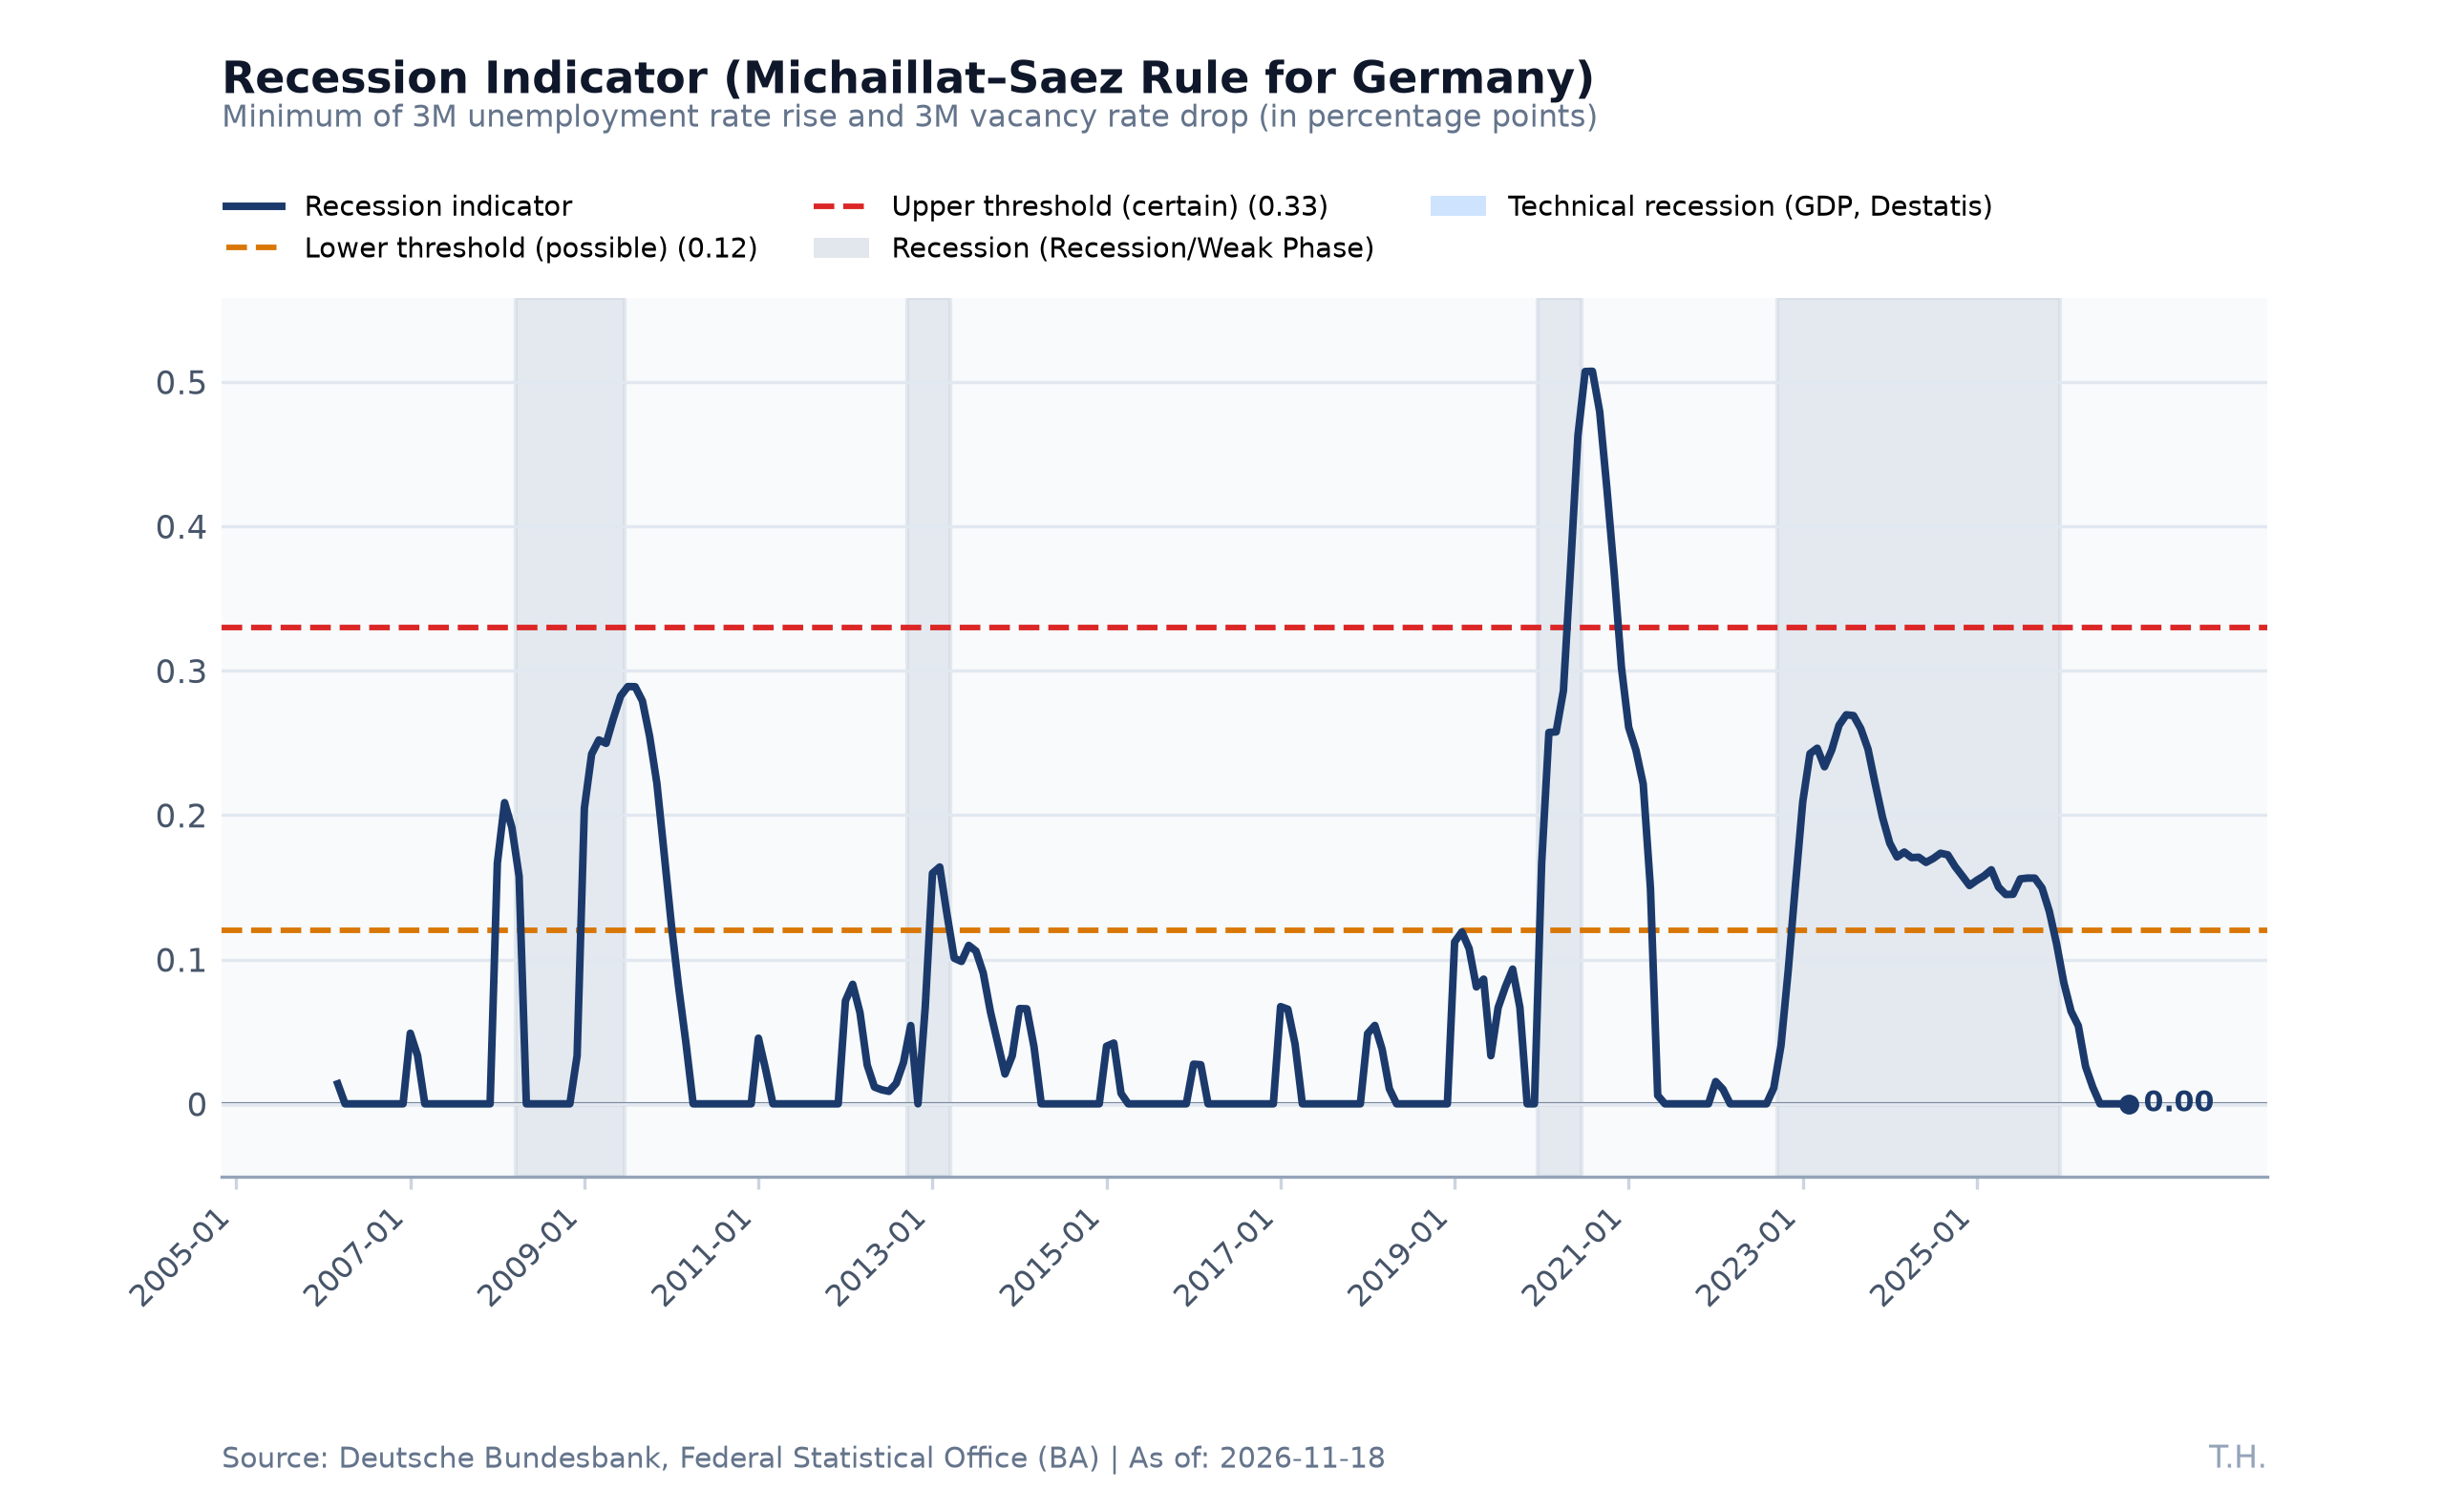 Recession Indicator (Michaillat–Saez Rule for Germany)
Minimum of 3M unemployment rate rise and 3M vacancy rate drop (in percentage points)
Recession indicator
Lower threshold (possible) (0.12)
Upper threshold (certain) (0.33)
Recession (Recession/Weak Phase)
Technical recession (GDP, Destatis)
0.5
0.4
0.3
0.2
0.1
0
0.00
2005-01
2007-01
2009-01
2011-01
2013-01
2015-01
2017-01
2019-01
2021-01
2023-01
2025-01
Source: Deutsche Bundesbank, Federal Statistical Office (BA) | As of: 2026-11-18
T.H.